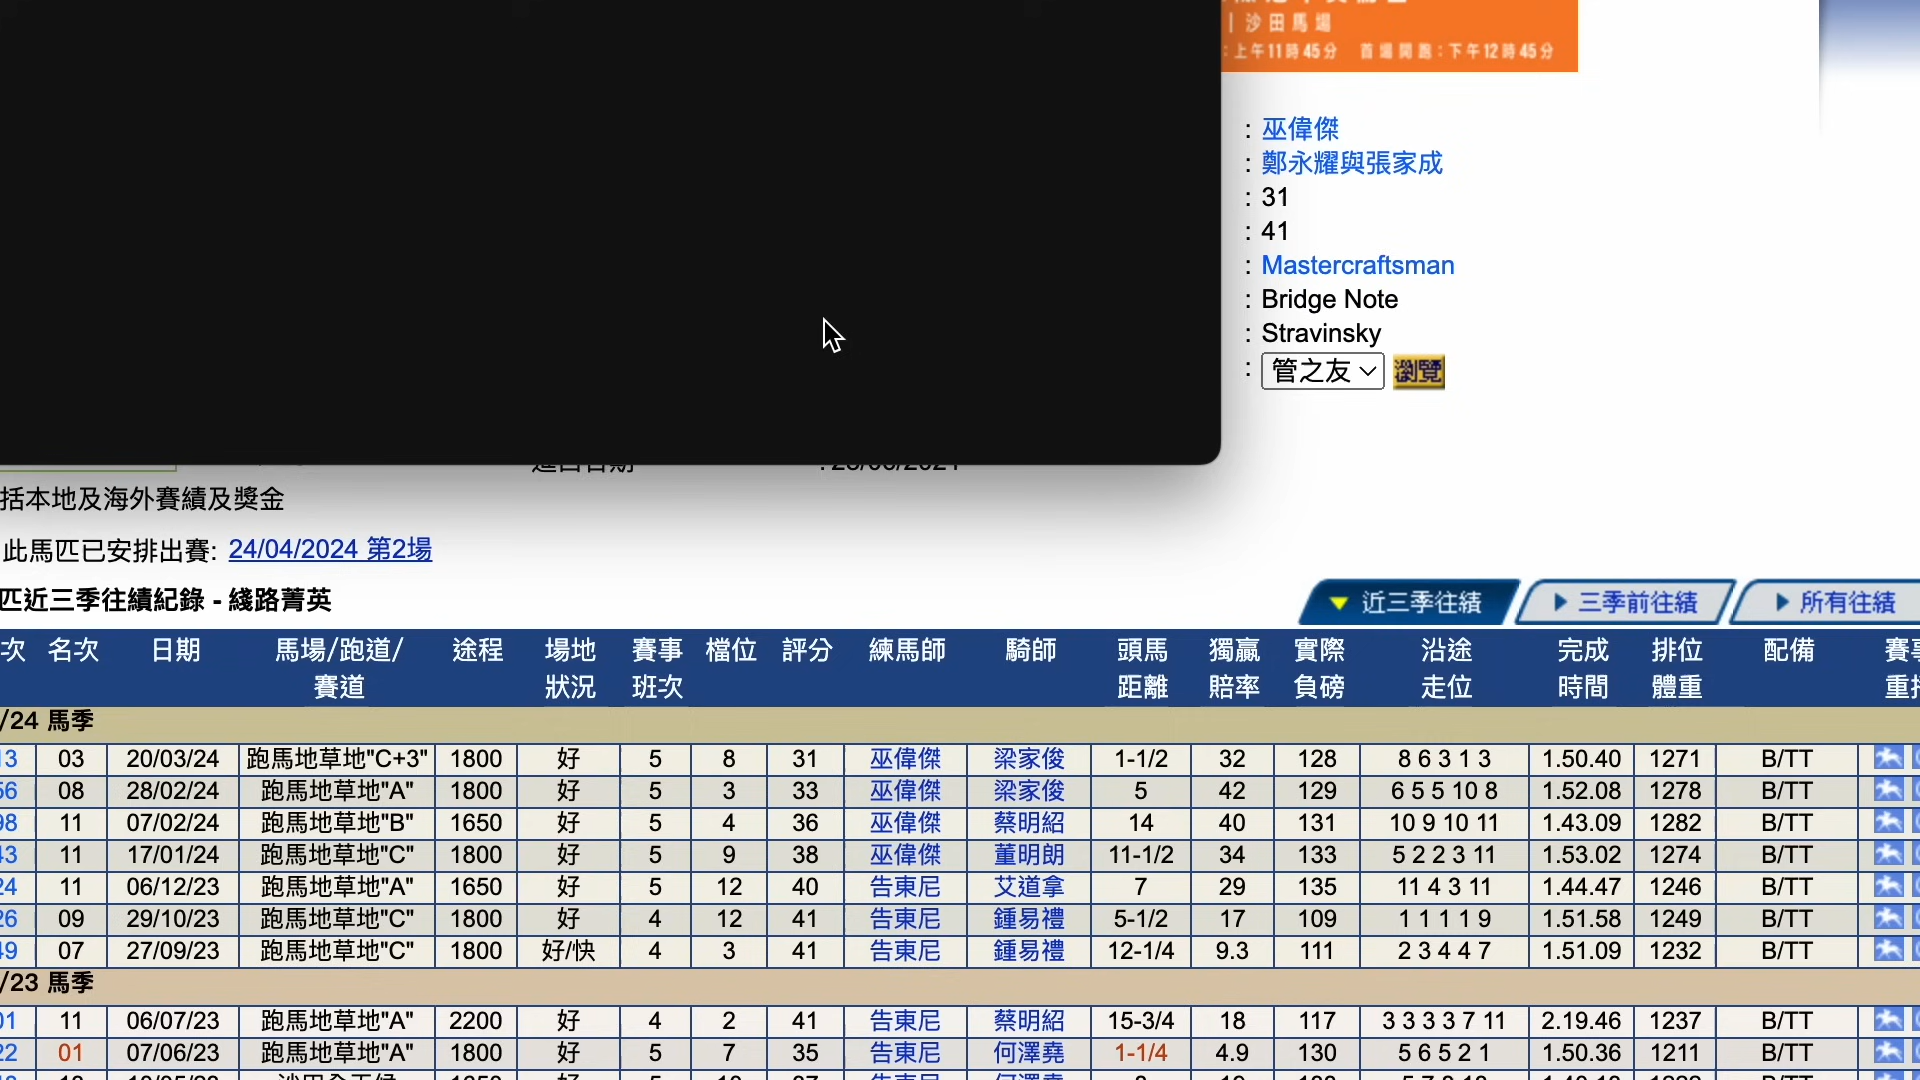 | 沙田馬場
: 上午11時45分 首場開跑:下午12時45分
: 巫偉傑
: 鄭永耀與張家成
: 31
: 41
: Mastercraftsman
: Bridge Note
: Stravinsky
: 管之友 瀏覽
括本地及海外賽績及獎金
此馬匹已安排出賽: 24/04/2024 第2場
匹近三季往績紀錄 - 綫路菁英
近三季往績 三季前往績 所有往績
次 名次 日期 馬場/跑道/ 途程 場地 賽事 檔位 評分 練馬師 騎師 頭馬 獨贏 實際 沿途 完成 排位 配備
賽道 狀況 班次 距離 賠率 負磅 走位 時間 體重
/24 馬季
13 03 20/03/24 跑馬地草地"C+3" 1800 好 5 8 31 巫偉傑 梁家俊 1-1/2 32 128 8 6 3 1 3 1.50.40 1271 B/TT
56 08 28/02/24 跑馬地草地"A" 1800 好 5 3 33 巫偉傑 梁家俊 5 42 129 6 5 5 10 8 1.52.08 1278 B/TT
98 11 07/02/24 跑馬地草地"B" 1650 好 5 4 36 巫偉傑 蔡明紹 14 40 131 10 9 10 11 1.43.09 1282 B/TT
43 11 17/01/24 跑馬地草地"C" 1800 好 5 9 38 巫偉傑 董明朗 11-1/2 34 133 5 2 2 3 11 1.53.02 1274 B/TT
24 11 06/12/23 跑馬地草地"A" 1650 好 5 12 40 告東尼 艾道拿 7 29 135 11 4 3 11 1.44.47 1246 B/TT
26 09 29/10/23 跑馬地草地"C" 1800 好 4 12 41 告東尼 鍾易禮 5-1/2 17 109 1 1 1 1 9 1.51.58 1249 B/TT
49 07 27/09/23 跑馬地草地"C" 1800 好/快 4 3 41 告東尼 鍾易禮 12-1/4 9.3 111 2 3 4 4 7 1.51.09 1232 B/TT
/23 馬季
01 11 06/07/23 跑馬地草地"A" 2200 好 4 2 41 告東尼 蔡明紹 15-3/4 18 117 3 3 3 3 7 11 2.19.46 1237 B/TT
22 01 07/06/23 跑馬地草地"A" 1800 好 5 7 35 告東尼 何澤堯 1-1/4 4.9 130 5 6 5 2 1 1.50.36 1211 B/TT